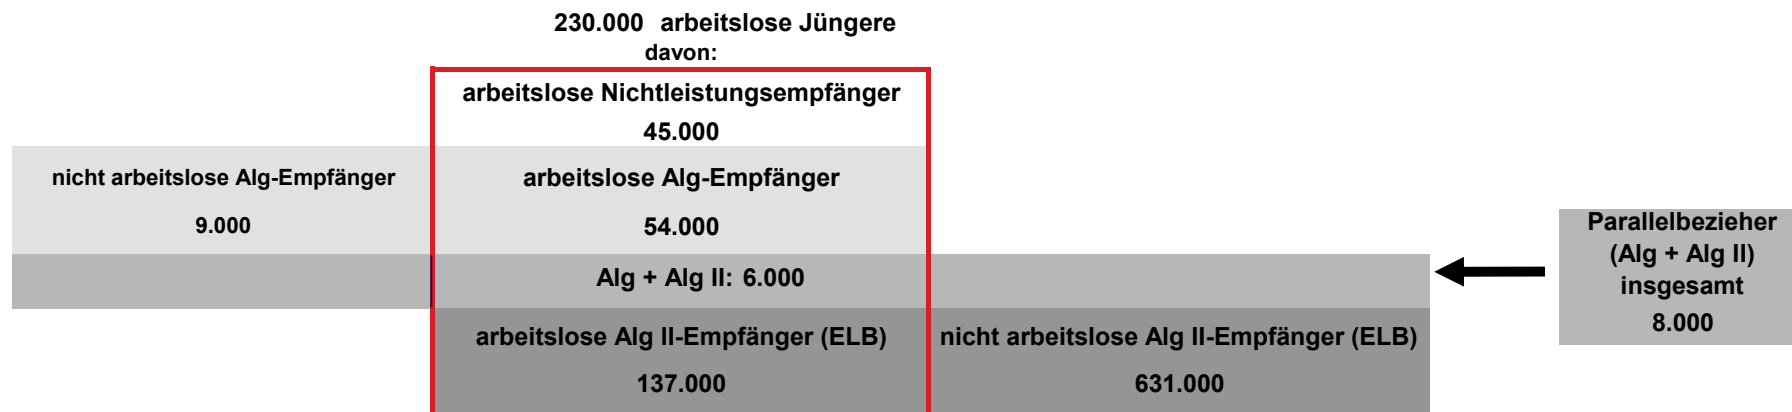 230.000 arbeitslose Jüngere
davon:
arbeitslose Nichtleistungsempfänger
45.000
nicht arbeitslose Alg-Empfänger
9.000
arbeitslose Alg-Empfänger
54.000
Alg + Alg II: 6.000
arbeitslose Alg II-Empfänger (ELB)
137.000
nicht arbeitslose Alg II-Empfänger (ELB)
631.000
Parallelbezieher
(Alg + Alg II)
insgesamt
8.000